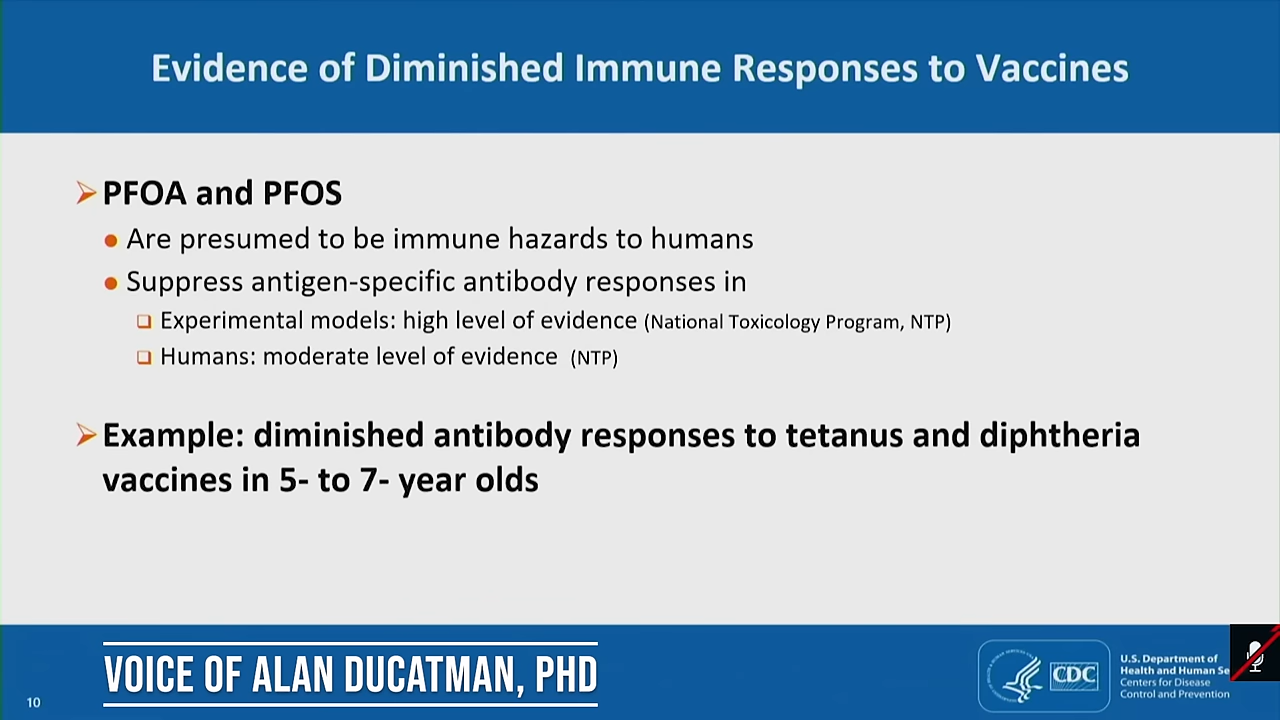 Evidence of Diminished Immune Responses to Vaccines
PFOA and PFOS
Are presumed to be immune hazards to humans
Suppress antigen-specific antibody responses in
Experimental models: high level of evidence (National Toxicology Program, NTP)
Humans: moderate level of evidence (NTP)
Example: diminished antibody responses to tetanus and diphtheria
vaccines in 5- to 7- year olds
10
VOICE OF ALAN DUCATMAN, PHD
CDC
U.S. Department of
Health and Human Se
Centers for Disease
Control and Prevention